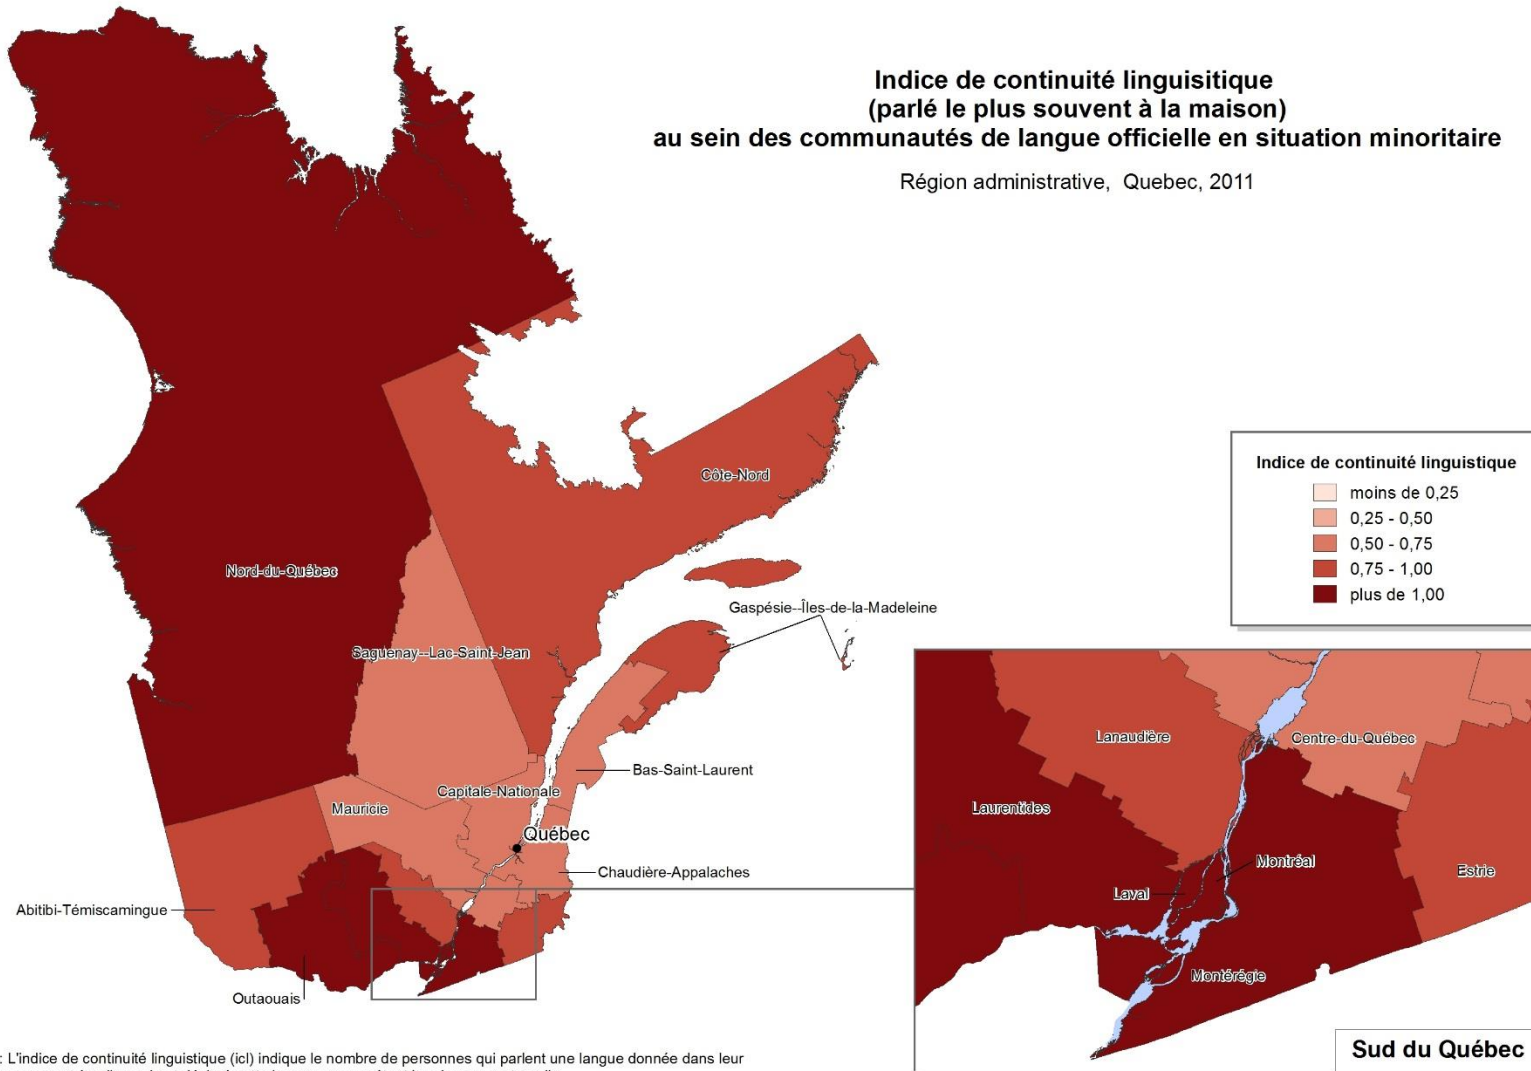 Indice de continuité linguisitique
(parlé le plus souvent à la maison)
au sein des communautés de langue officielle en situation minoritaire
Région administrative, Quebec, 2011
Côte-Nord
Indice de continuité linguistique
moins de 0,25
0,25 - 0,50
0,50 - 0,75
0,75 - 1,00
plus de 1,00
Nord-du-Québec
Gaspésie--Îles-de-la-Madeleine
Saguenay--Lac-Saint-Jean
Bas-Saint-Laurent
Capitale-Nationale
Mauricie
Québec
Chaudière-Appalaches
Abitibi-Témiscamingue
Outaouais
Lanaudière
Centre-du-Québec
Laurentides
Montréal
Estrie
Laval
Montérégie
Sud du Québec
: L'indice de continuité linguistique (icl) indique le nombre de personnes qui parlent une langue donnée dans leur